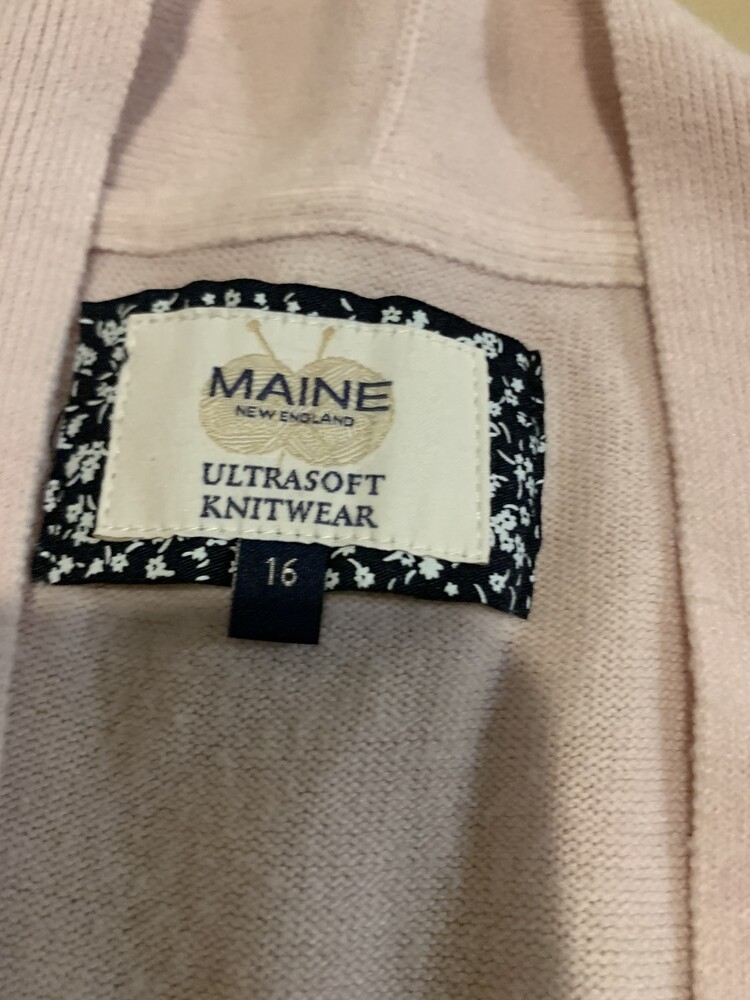 MAINE
NEW ENGLAND
ULTRASOFT
KNITWEAR
16